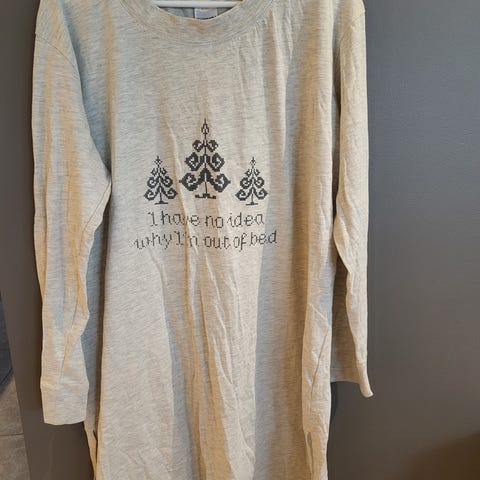 I have no idea
why I'm out of bed